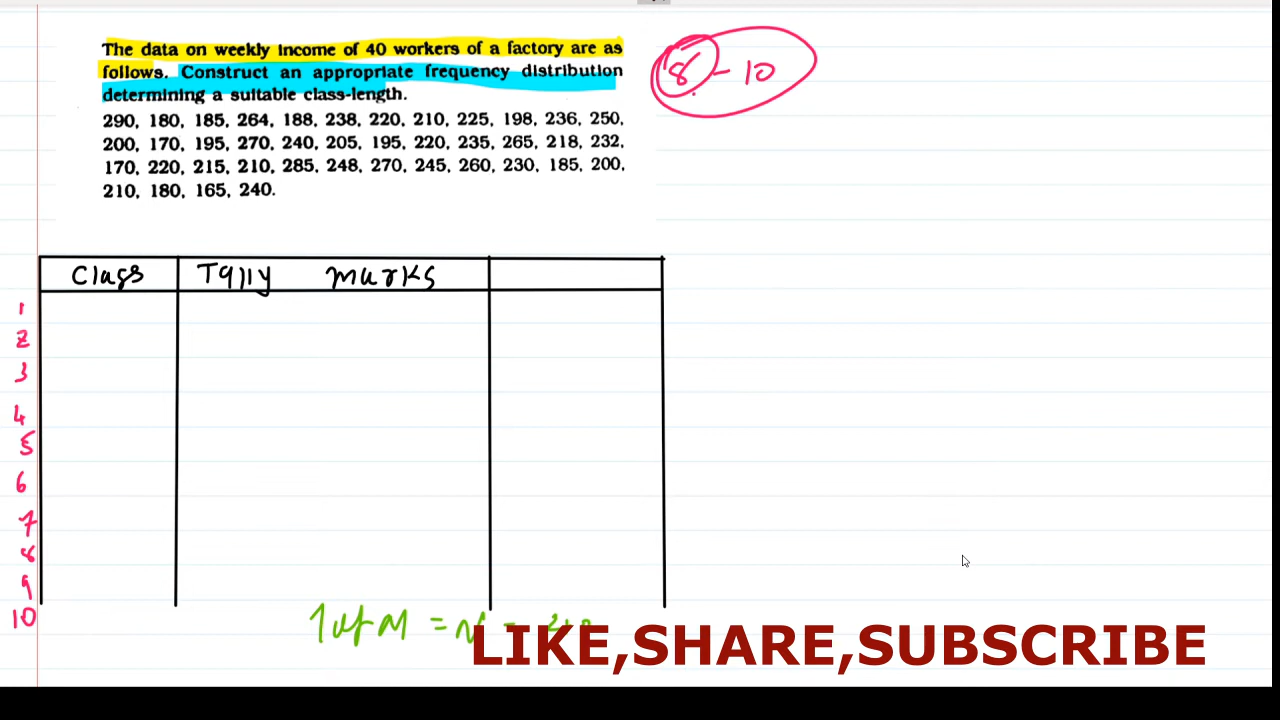 The data on weekly income of 40 workers of a factory are as
follows. Construct an appropriate frequency distribution
determining a suitable class-length.
8 - 10
290, 180, 185, 264, 188, 238, 220, 210, 225, 198, 236, 250,
200, 170, 195, 270, 240, 205, 195, 220, 235, 265, 218, 232,
170, 220, 215, 210, 285, 248, 270, 245, 260, 230, 185, 200,
210, 180, 165, 240.
Class Tally marks
1
2
3
4
5
6
7
8
9
10
= N =
LIKE,SHARE,SUBSCRIBE